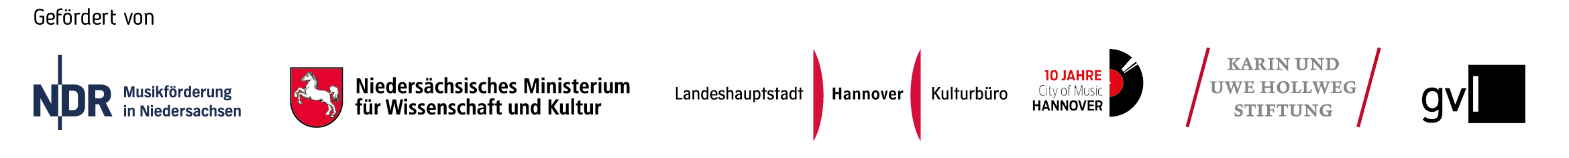 Gefördert von
NDR Musikförderung
in Niedersachsen
Niedersächsisches Ministerium
für Wissenschaft und Kultur
Landeshauptstadt Hannover Kulturbüro
10 JAHRE
City of Music
HANNOVER
KARIN UND
UWE HOLLWEG
STIFTUNG
gvl